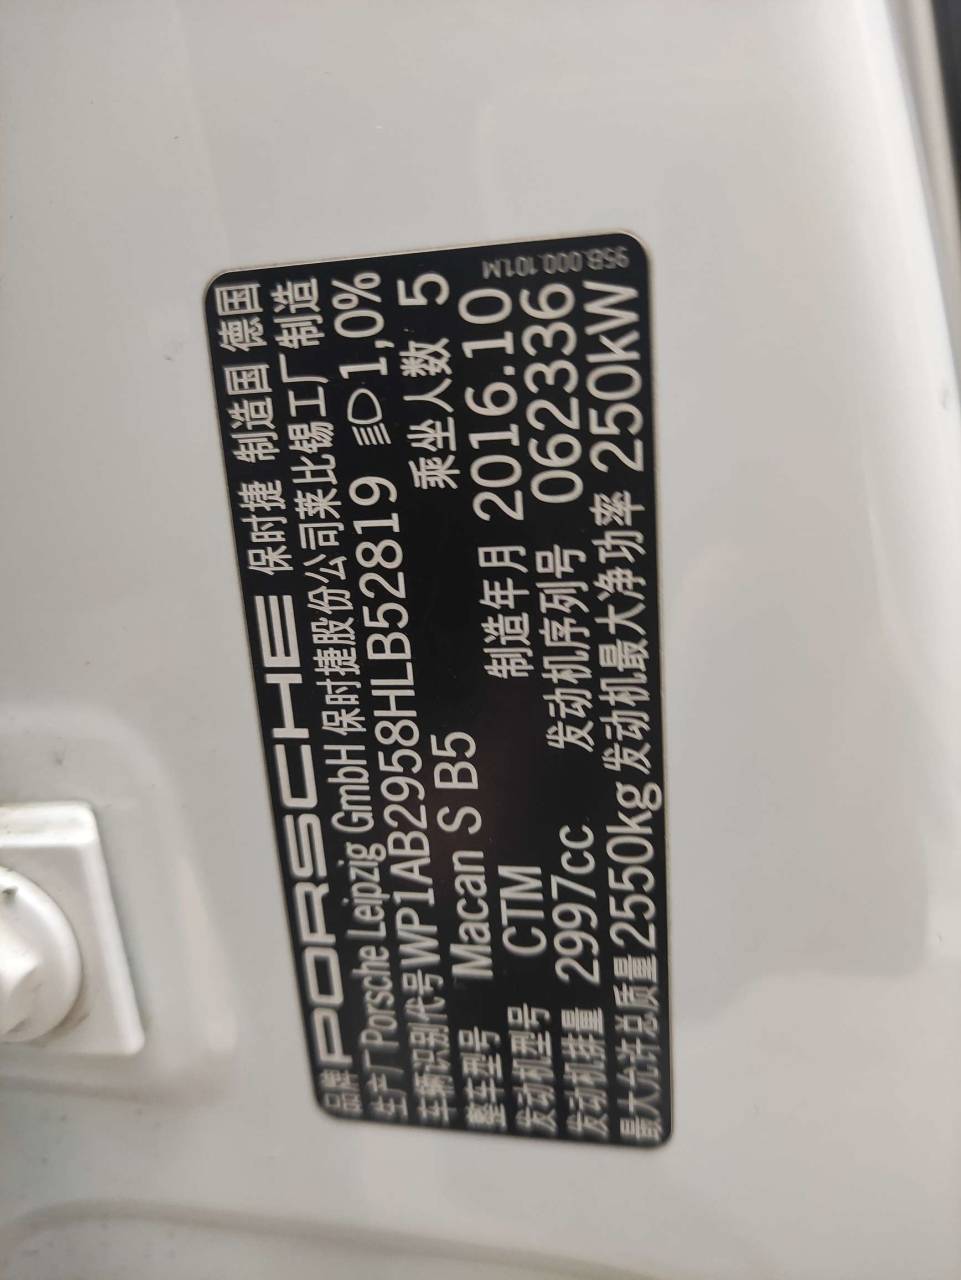 品牌 PORSCHE 保时捷 制造国 德国
生产厂 Porsche Leipzig GmbH 保时捷股份公司莱比锡工厂制造
车辆识别代号 WP1AB2958HLB52819 1,0%
整车型号 Macan S B5 乘坐人数 5
发动机型号 CTM 制造年月 2016.10
发动机排量 2997cc 发动机序列号 062336
最大允许总质量 2550kg 发动机最大净功率 250kW
95B.000.101.M